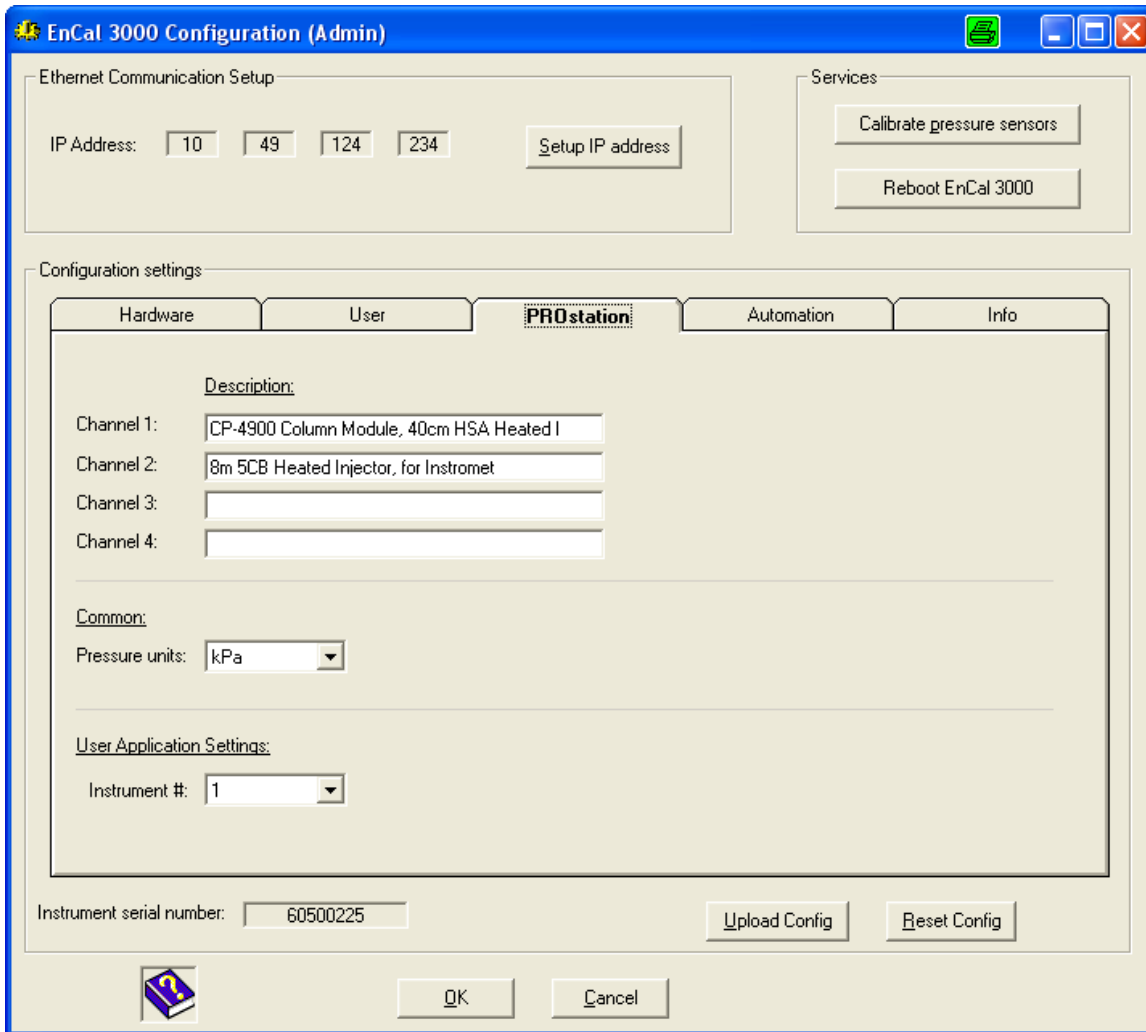 EnCal 3000 Configuration (Admin)
Ethernet Communication Setup
IP Address: 10 49 124 234
Setup IP address
Services
Calibrate pressure sensors
Reboot EnCal 3000
Configuration settings
Hardware User PROstation Automation Info
Description:
Channel 1: CP-4900 Column Module, 40cm HSA Heated I
Channel 2: 8m 5CB Heated Injector, for Instromet
Channel 3:
Channel 4:
Common:
Pressure units: kPa
User Application Settings:
Instrument #: 1
Instrument serial number: 60500225
Upload Config
Reset Config
?
OK
Cancel